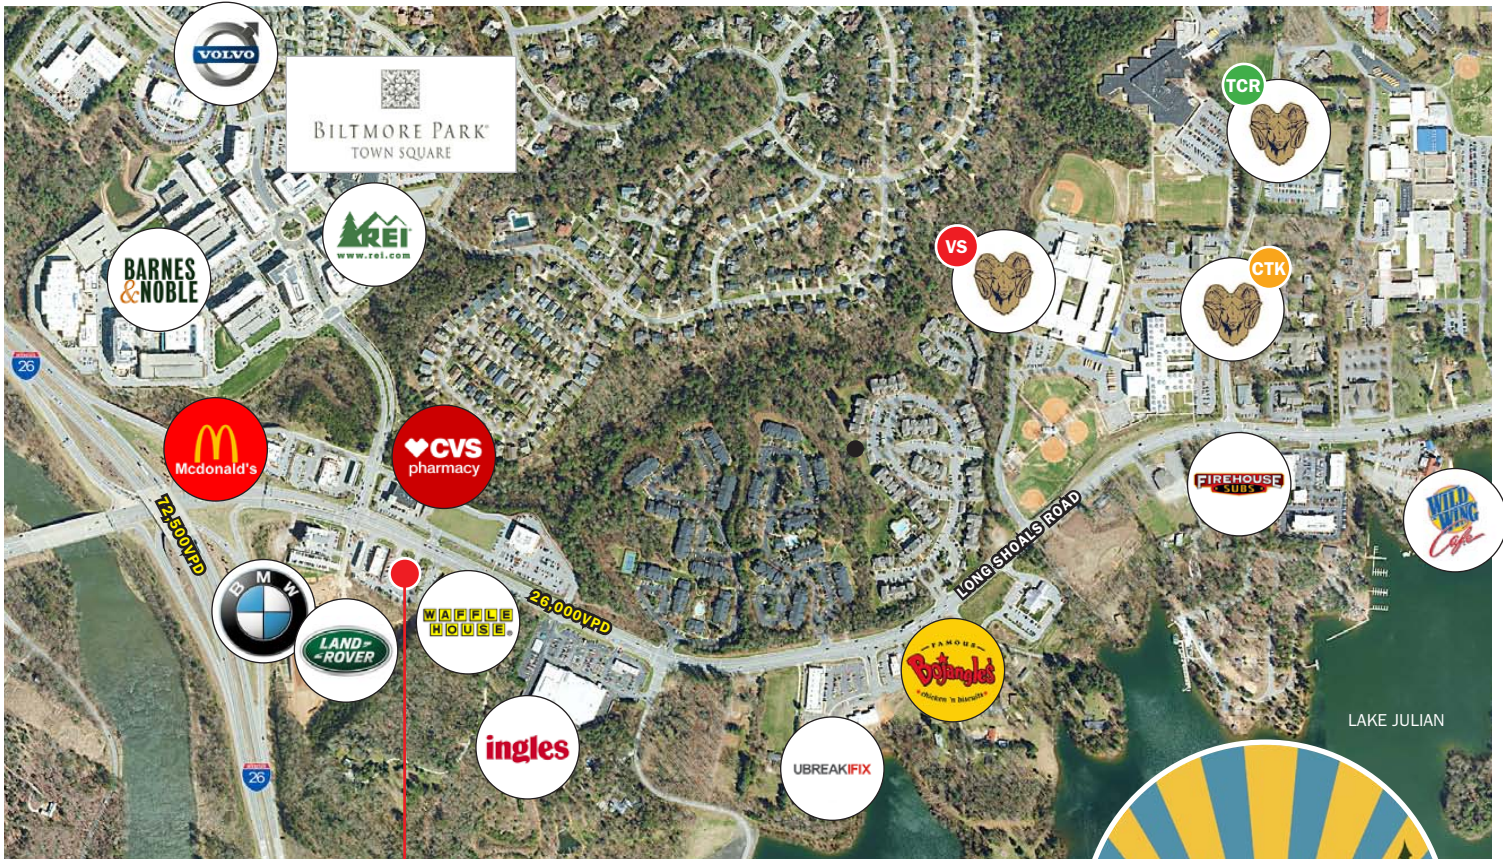 VOLVO
BILTMORE PARK
TOWN SQUARE
REI
www.rei.com
BARNES
&NOBLE
TCR
VS
CTK
INTERSTATE
26
Mcdonald's
CVS
pharmacy
72,500VPD
BMW
LAND
ROVER
WAFFLE
HOUSE
26,000VPD
LONG SHOALS ROAD
FIREHOUSE
SUBS
WILD
WING
Cafe
FAMOUS
Bojangles'
chicken 'n biscuits
ingles
UBREAKIFIX
LAKE JULIAN
INTERSTATE
26